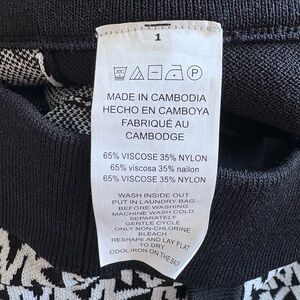 1
30C
P
MADE IN CAMBODIA
HECHO EN CAMBOYA
FABRIQUÉ AU
CAMBODGE
65% VISCOSE 35% NYLON
65% viscosa 35% nailon
65% VISCOSE 35% NYLON
WASH INSIDE OUT
PUT IN LAUNDRY BAG
BEFORE WASHING
MACHINE WASH COLD
SEPARATELY
GENTLE CYCLE
ONLY NON-CHLORINE
BLEACH
RESHAPE AND LAY FLAT
TO DRY
COOL IRON ON THE